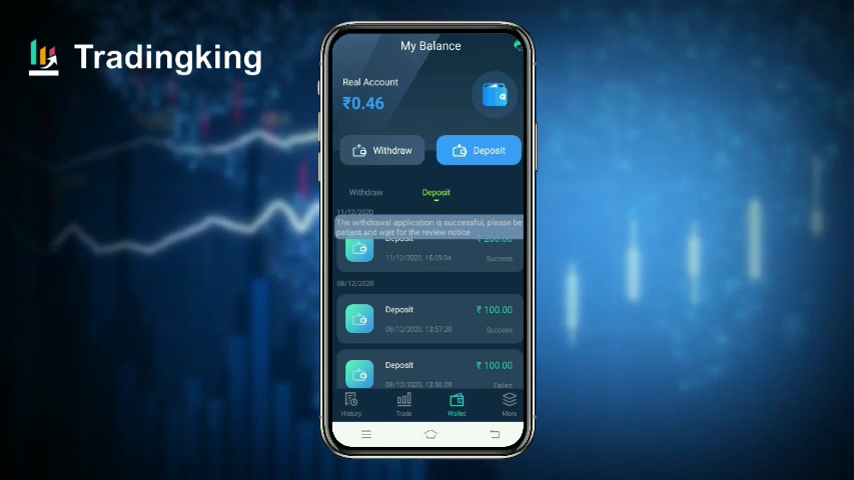 Tradingking
My Balance
Real Account
₹0.46
Withdraw
Deposit
Withdraw
Deposit
11/12/2020
The withdrawal application is successful, please be
patient and wait for the review notice
Deposit
₹ 200.00
11/12/2020, 15:09:34
Success
08/12/2020
Deposit
₹ 100.00
08/12/2020, 13:57:20
Success
Deposit
₹ 100.00
Failed
History
Trade
Wallet
More